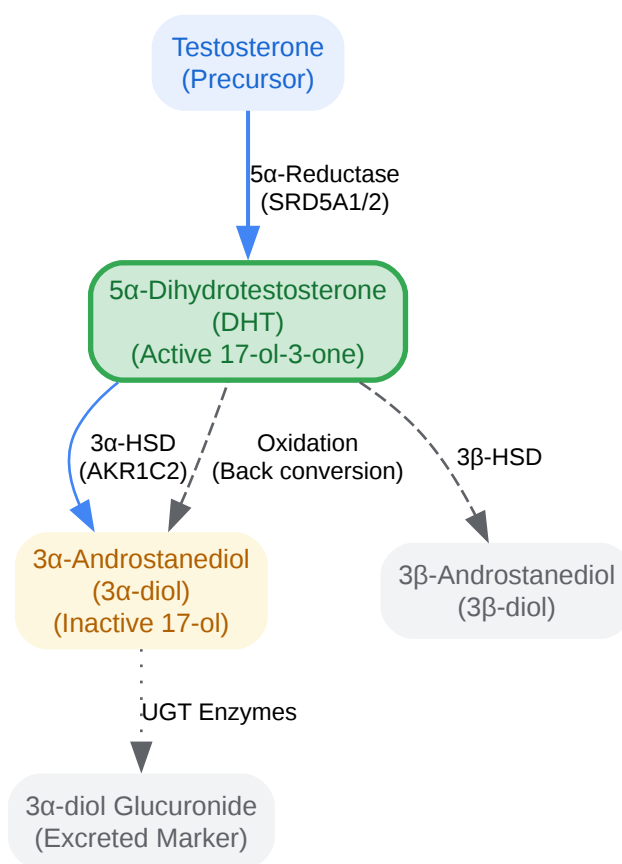 Testosterone
(Precursor)
5α-Reductase
(SRD5A1/2)
5α-Dihydrotestosterone
(DHT)
(Active 17-ol-3-one)
3α-HSD
(AKR1C2)
Oxidation
(Back conversion)
3β-HSD
3α-Androstanediol
(3α-diol)
(Inactive 17-ol)
3β-Androstanediol
(3β-diol)
UGT Enzymes
3α-diol Glucuronide
(Excreted Marker)